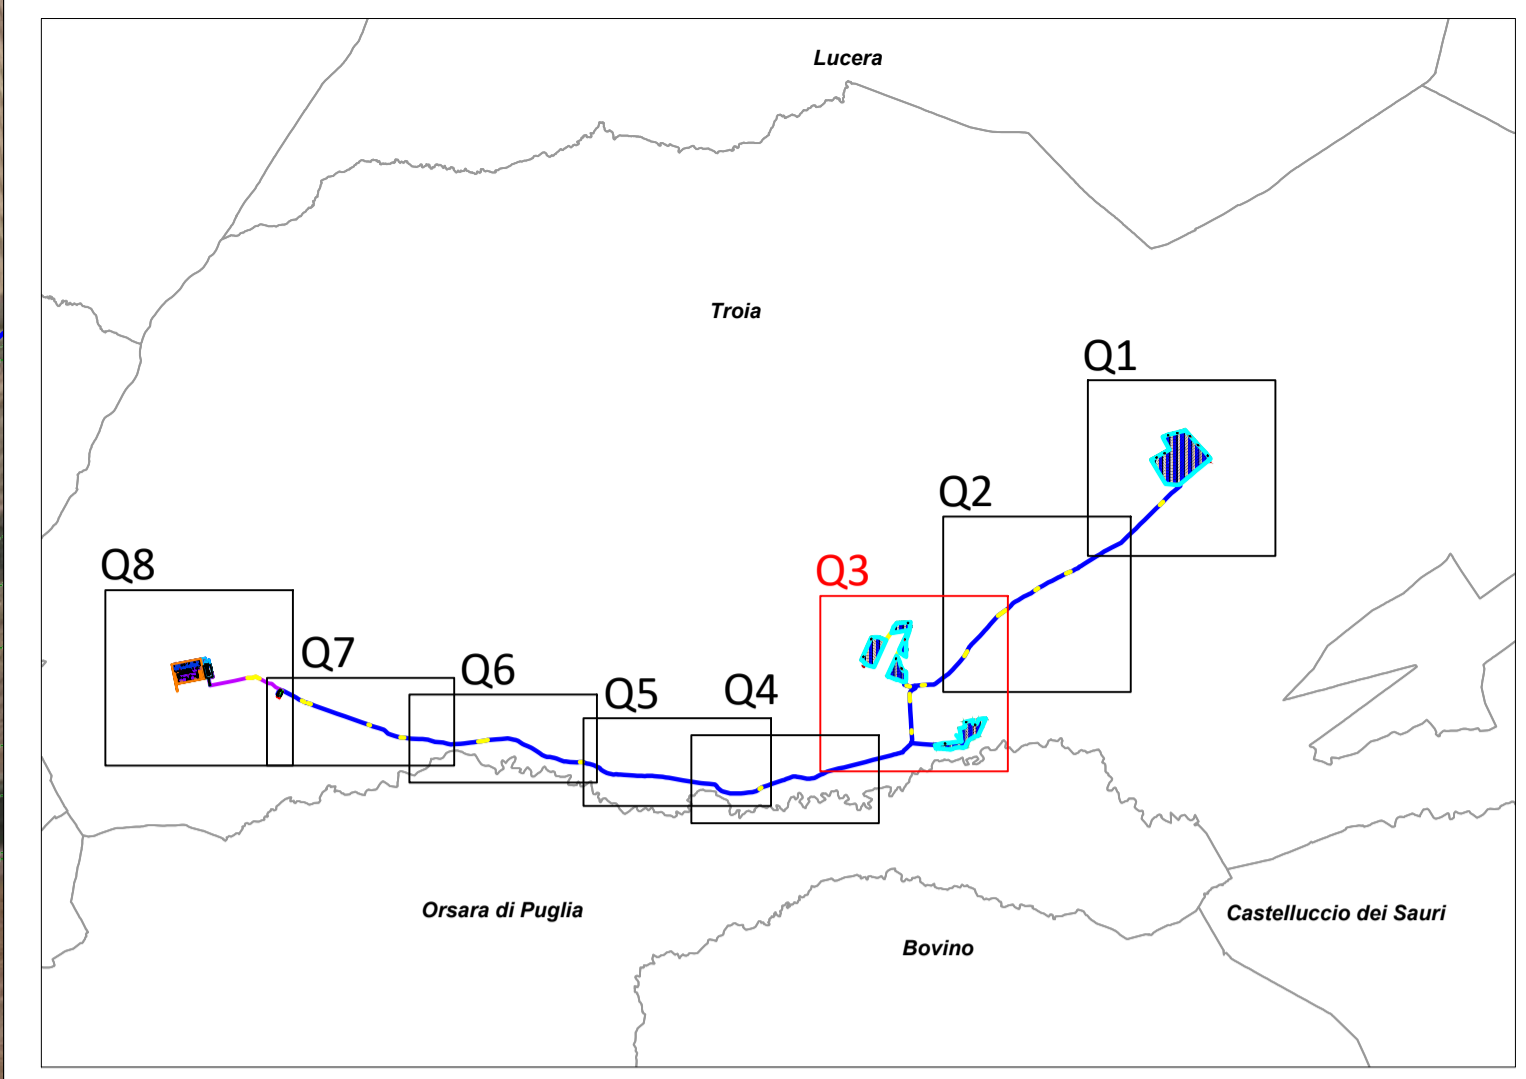 Lucera
Troia
Q1
Q2
Q3
Q8
Q7
Q6
Q5
Q4
Orsara di Puglia
Castelluccio dei Sauri
Bovino